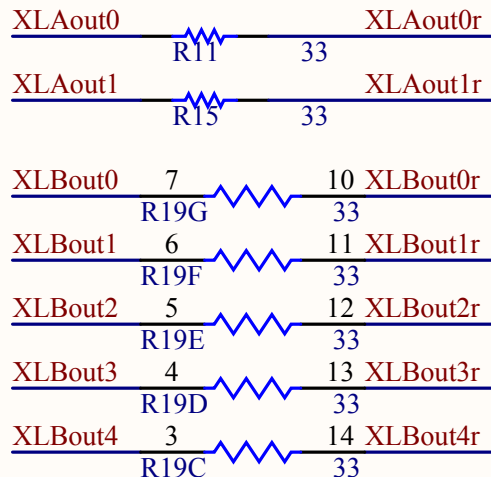 XLAout0 XLAout0r
R11 33
XLAout1 XLAout1r
R15 33
XLBout0 7 10 XLBout0r
R19G 33
XLBout1 6 11 XLBout1r
R19F 33
XLBout2 5 12 XLBout2r
R19E 33
XLBout3 4 13 XLBout3r
R19D 33
XLBout4 3 14 XLBout4r
R19C 33